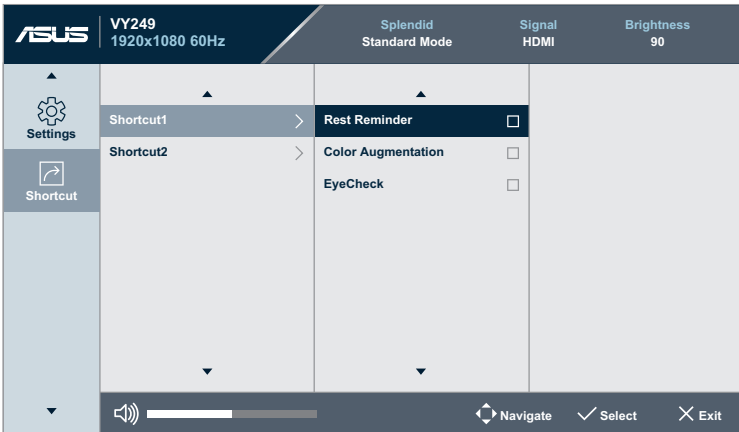 ASUS
VY249
1920x1080 60Hz
Splendid
Standard Mode
Signal
HDMI
Brightness
90
Settings
Shortcut
Shortcut1
Shortcut2
Rest Reminder
Color Augmentation
EyeCheck
Navigate
Select
Exit